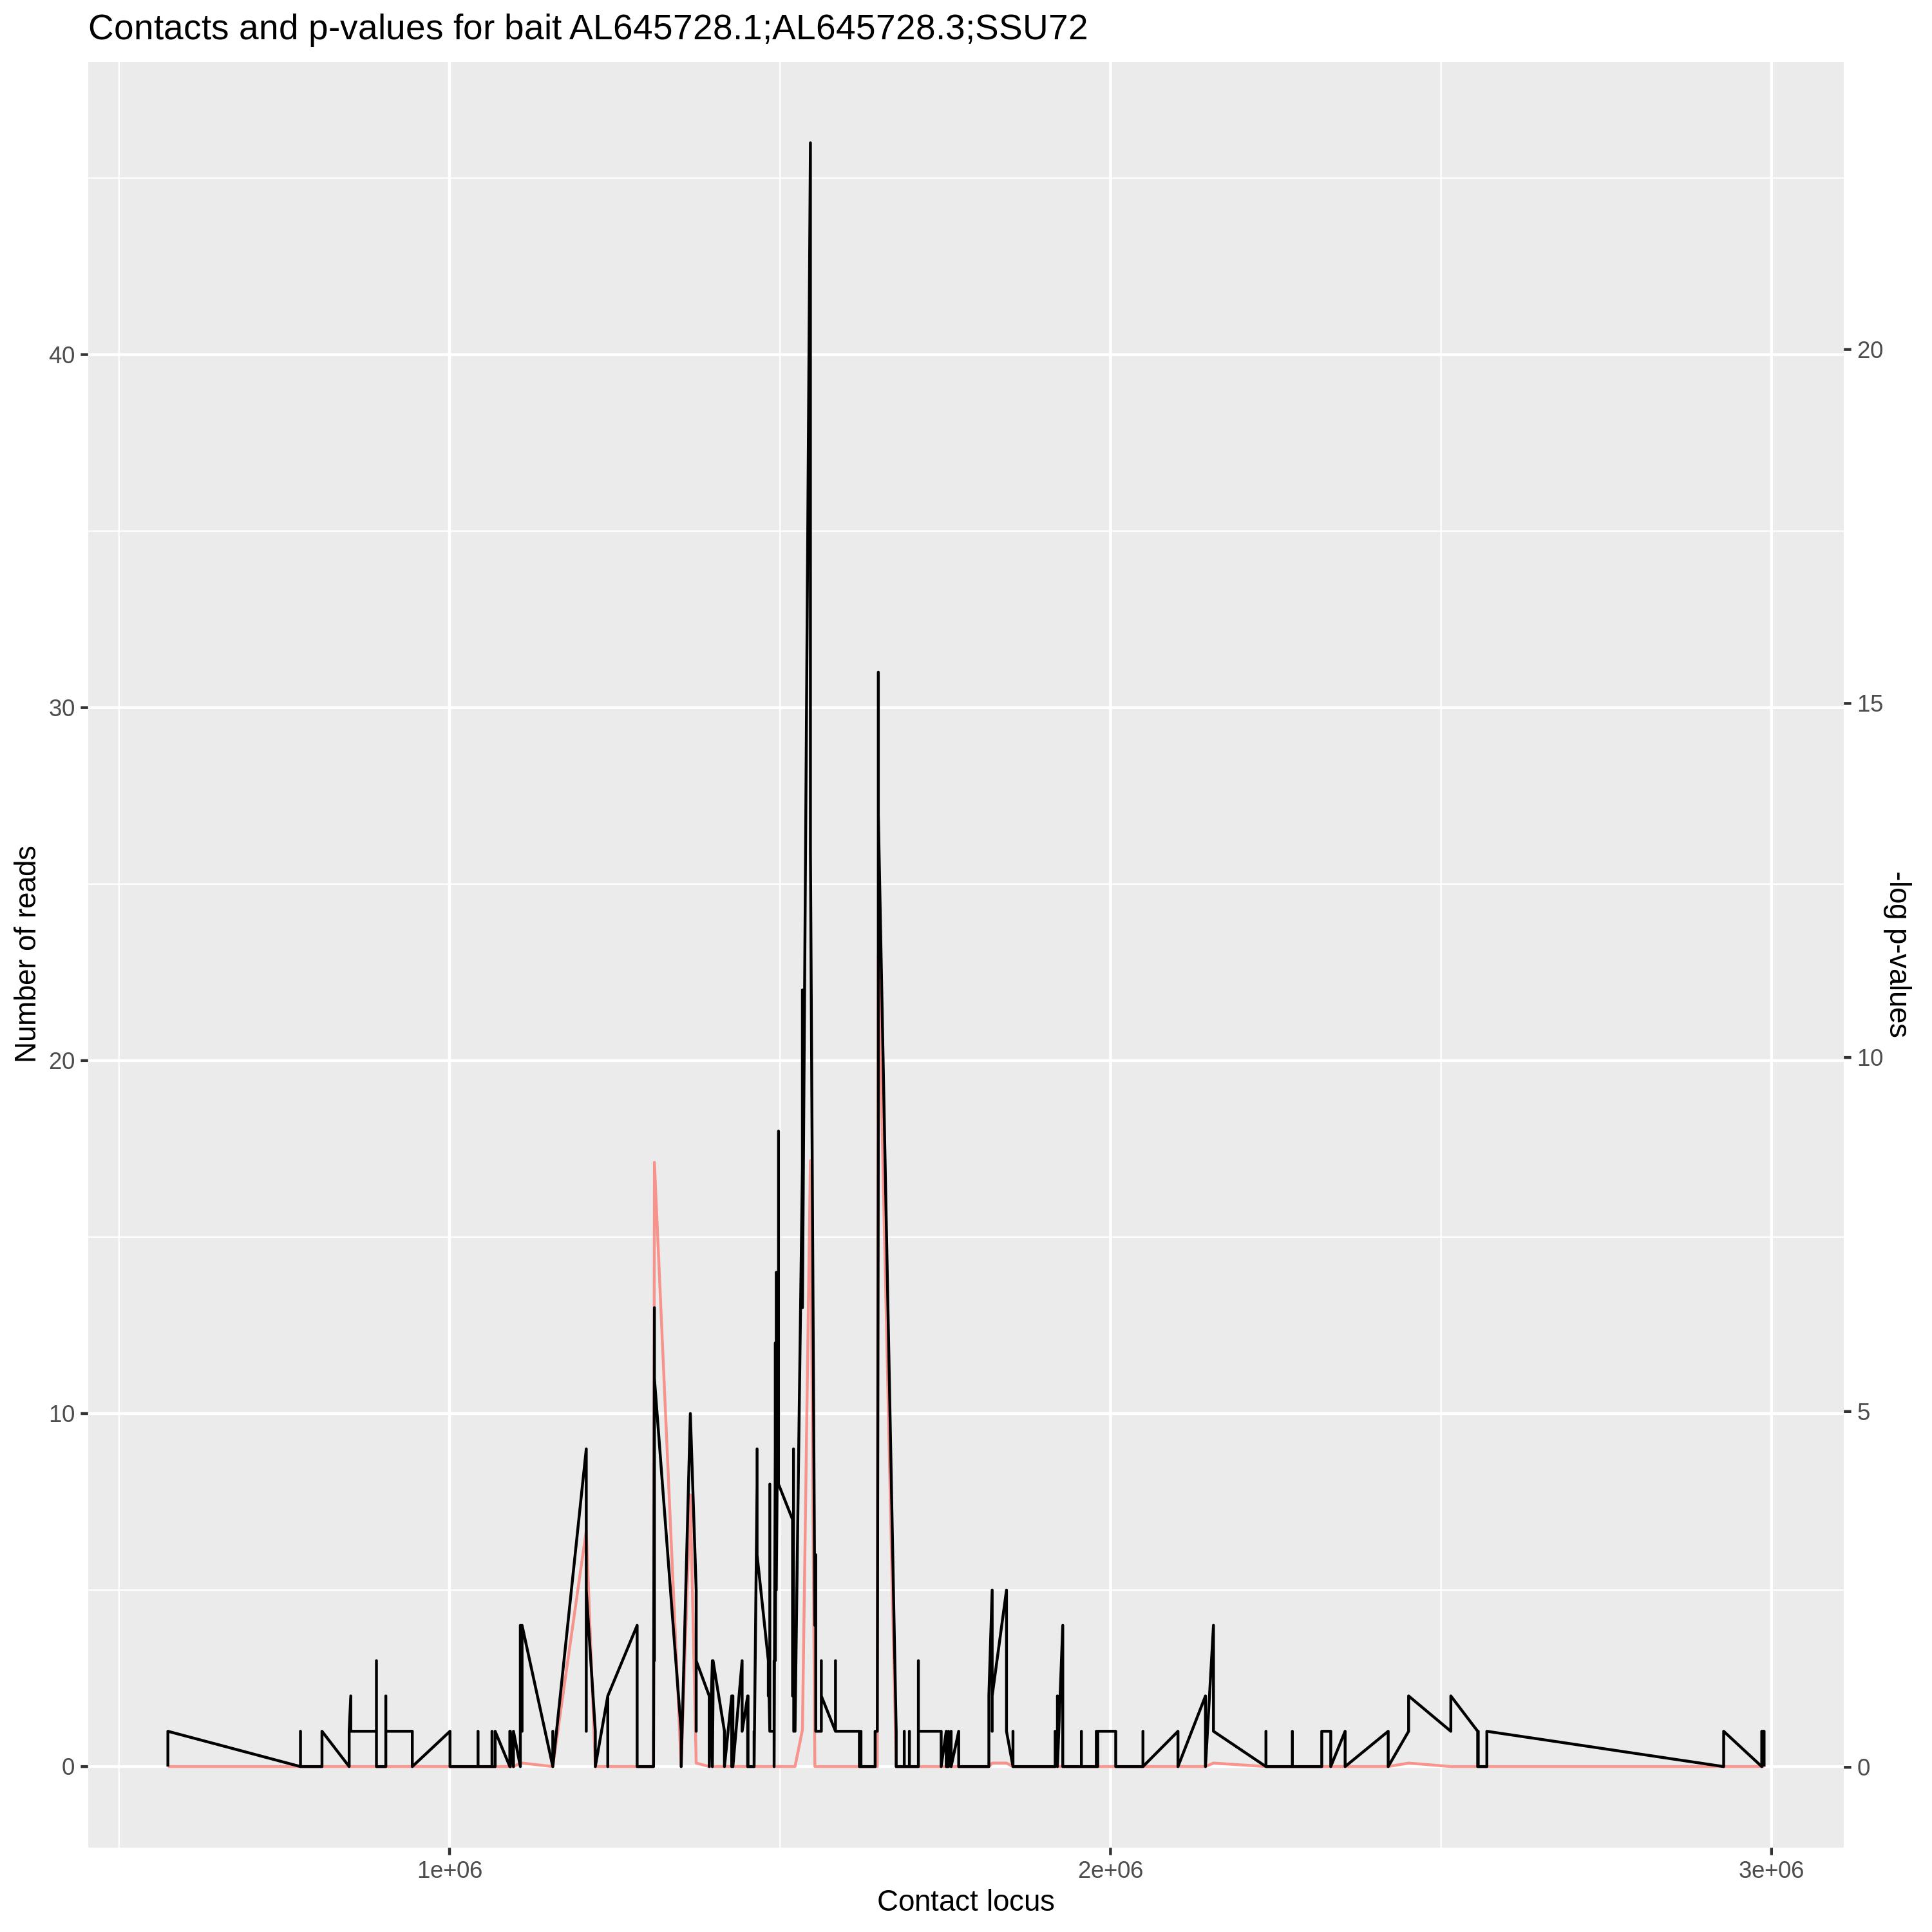 Contacts and p-values for bait AL645728.1;AL645728.3;SSU72
40
30
20
10
0
Number of reads
20
15
10
5
0
-log p-values
1e+06
2e+06
3e+06
Contact locus